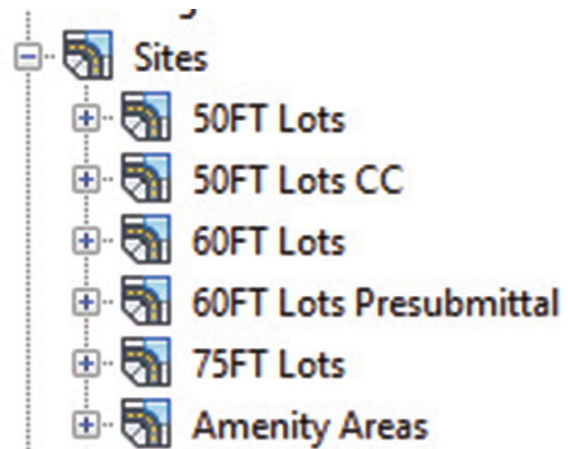 Sites
50FT Lots
50FT Lots CC
60FT Lots
60FT Lots Presubmittal
75FT Lots
Amenity Areas